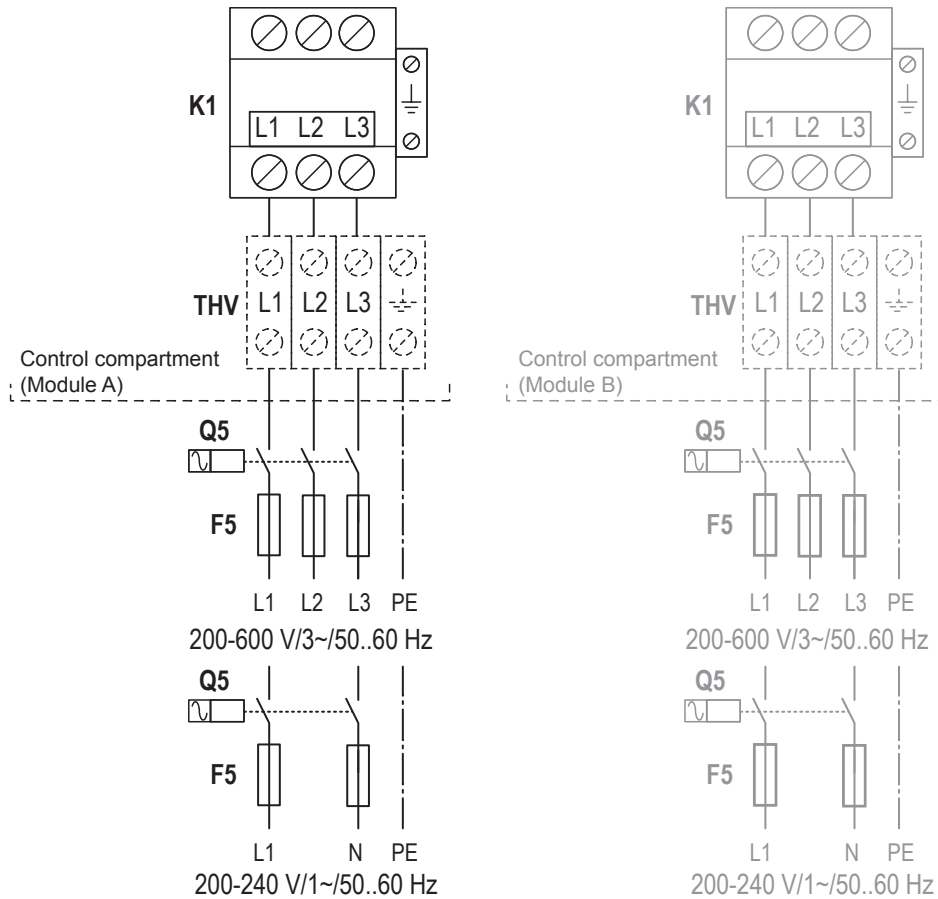 K1
L1 L2 L3
THV
L1 L2 L3
Control compartment
(Module A)
Q5
F5
L1 L2 L3 PE
200-600 V/3~/50..60 Hz
Q5
F5
L1 N PE
200-240 V/1~/50..60 Hz
K1
L1 L2 L3
THV
L1 L2 L3
Control compartment
(Module B)
Q5
F5
L1 L2 L3 PE
200-600 V/3~/50..60 Hz
Q5
F5
L1 N PE
200-240 V/1~/50..60 Hz